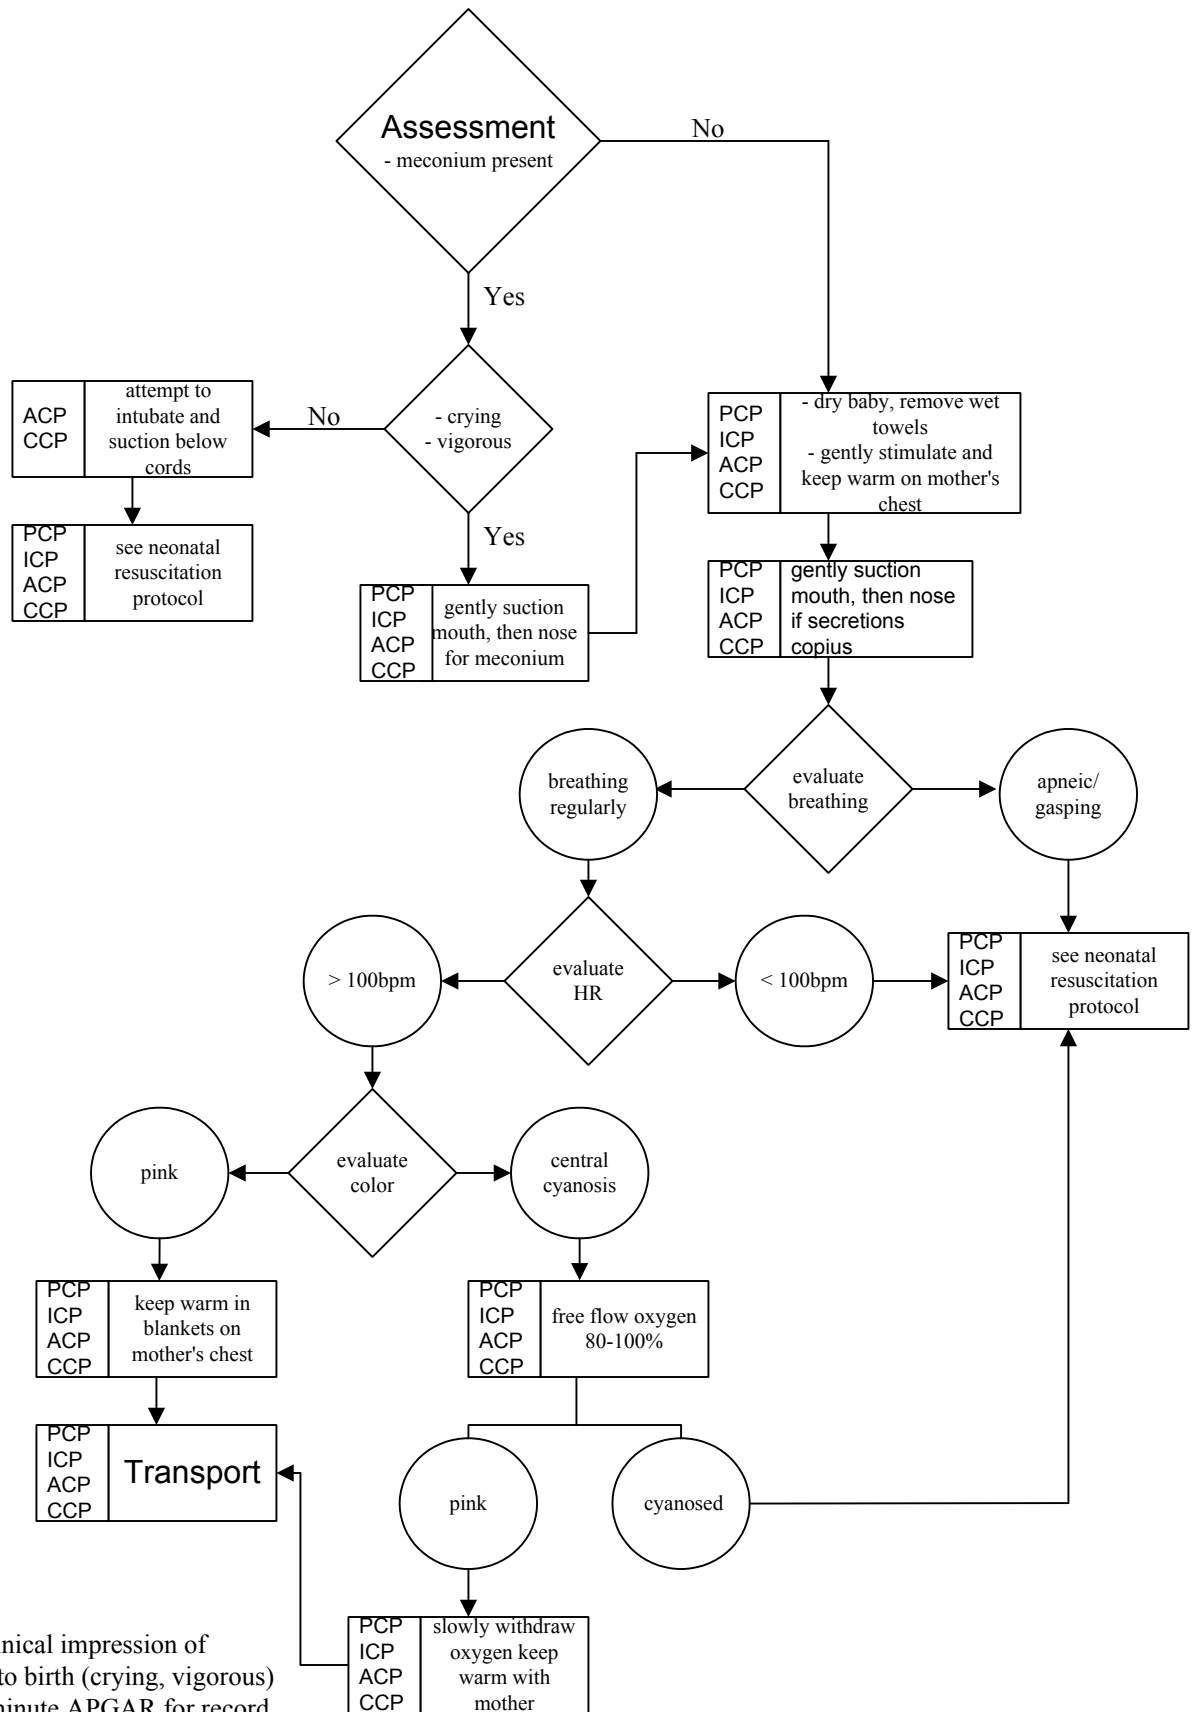 Assessment
- meconium present
No
Yes
- crying
- vigorous
No
ACP
CCP
attempt to
intubate and
suction below
cords
PCP
ICP
ACP
CCP
see neonatal
resuscitation
protocol
Yes
PCP
ICP
ACP
CCP
gently suction
mouth, then nose
for meconium
PCP
ICP
ACP
CCP
- dry baby, remove wet
towels
- gently stimulate and
keep warm on mother's
chest
PCP
ICP
ACP
CCP
gently suction
mouth, then nose
if secretions
copius
evaluate
breathing
breathing
regularly
apneic/
gasping
evaluate
HR
> 100bpm
< 100bpm
PCP
ICP
ACP
CCP
see neonatal
resuscitation
protocol
evaluate
color
pink
central
cyanosis
PCP
ICP
ACP
CCP
keep warm in
blankets on
mother's chest
PCP
ICP
ACP
CCP
free flow oxygen
80-100%
PCP
ICP
ACP
CCP
Transport
pink
cyanosed
PCP
ICP
ACP
CCP
slowly withdraw
oxygen keep
warm with
mother
impression of
to birth (crying, vigorous)
APGAR for record